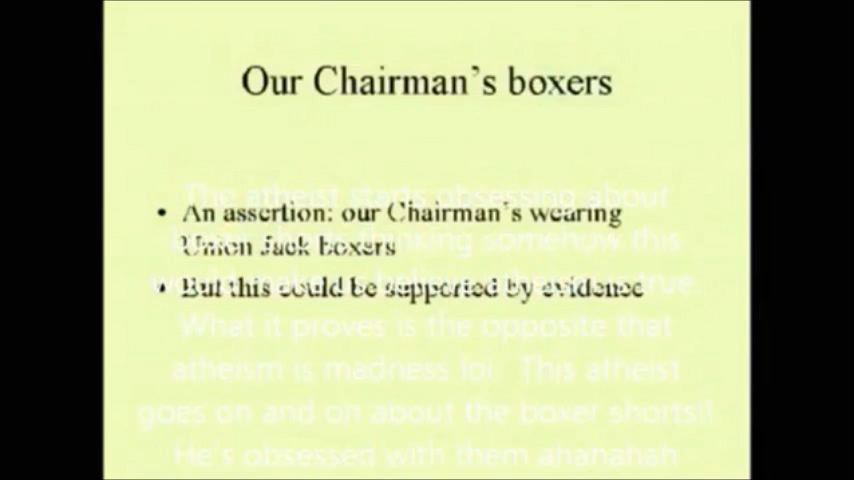 Our Chairman's boxers
The atheist starts obsessing about
• An assertion: our Chairman's wearing
thinking somehow this
Union Jack boxers
true
• But this could be supported by evidence
What it proves is the opposite that
atheism is madness lol. This atheist
goes on and on about the boxer shorts!!
He's obsessed with them ahahahah